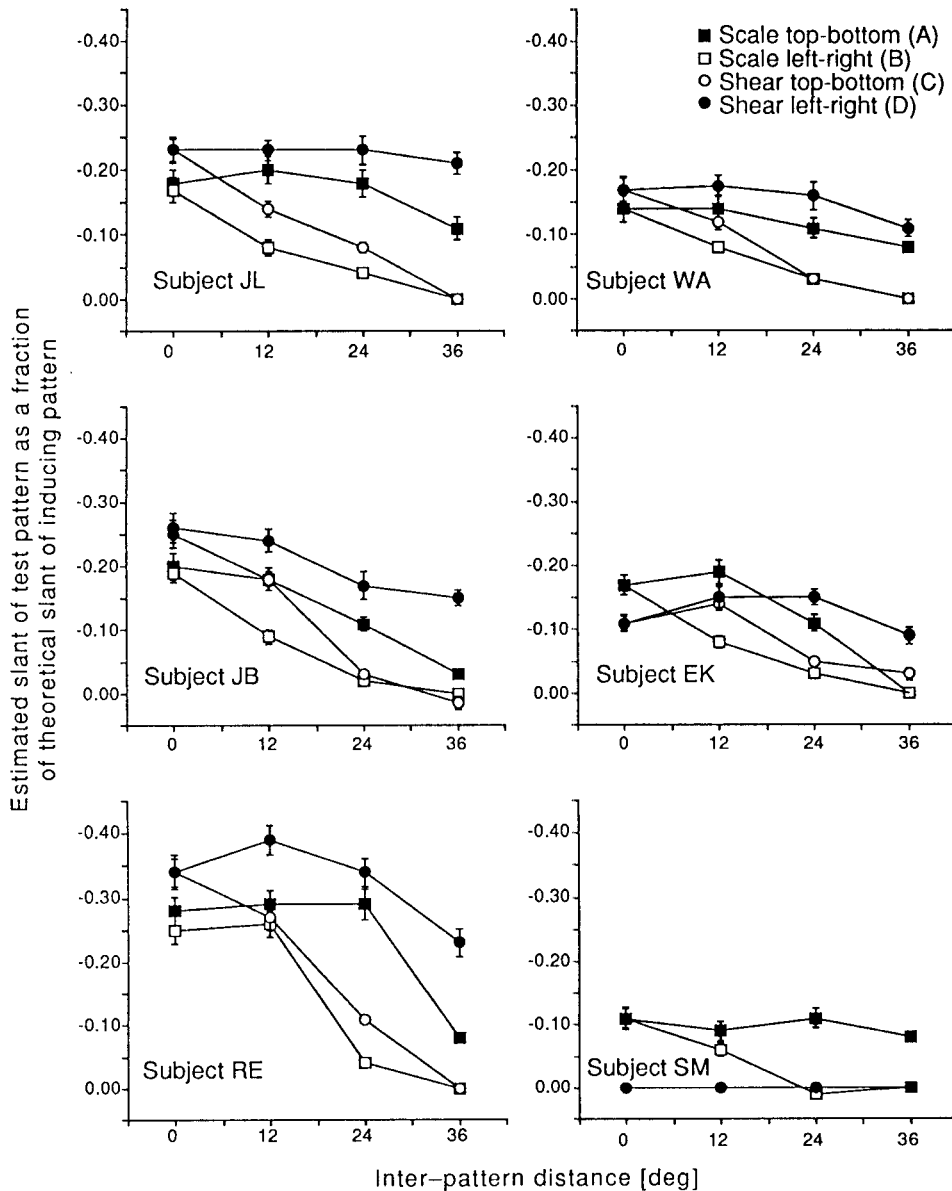 -0.40
-0.30
-0.20
-0.10
0.00
Subject JL
0 12 24 36
-0.40
-0.30
-0.20
-0.10
0.00
Scale top-bottom (A)
Scale left-right (B)
Shear top-bottom (C)
Shear left-right (D)
Subject WA
0 12 24 36
Estimated slant of test pattern as a fraction
of theoretical slant of inducing pattern
-0.40
-0.30
-0.20
-0.10
0.00
Subject JB
0 12 24 36
-0.40
-0.30
-0.20
-0.10
0.00
Subject EK
0 12 24 36
-0.40
-0.30
-0.20
-0.10
0.00
Subject RE
0 12 24 36
-0.40
-0.30
-0.20
-0.10
0.00
Subject SM
0 12 24 36
Inter–pattern distance [deg]